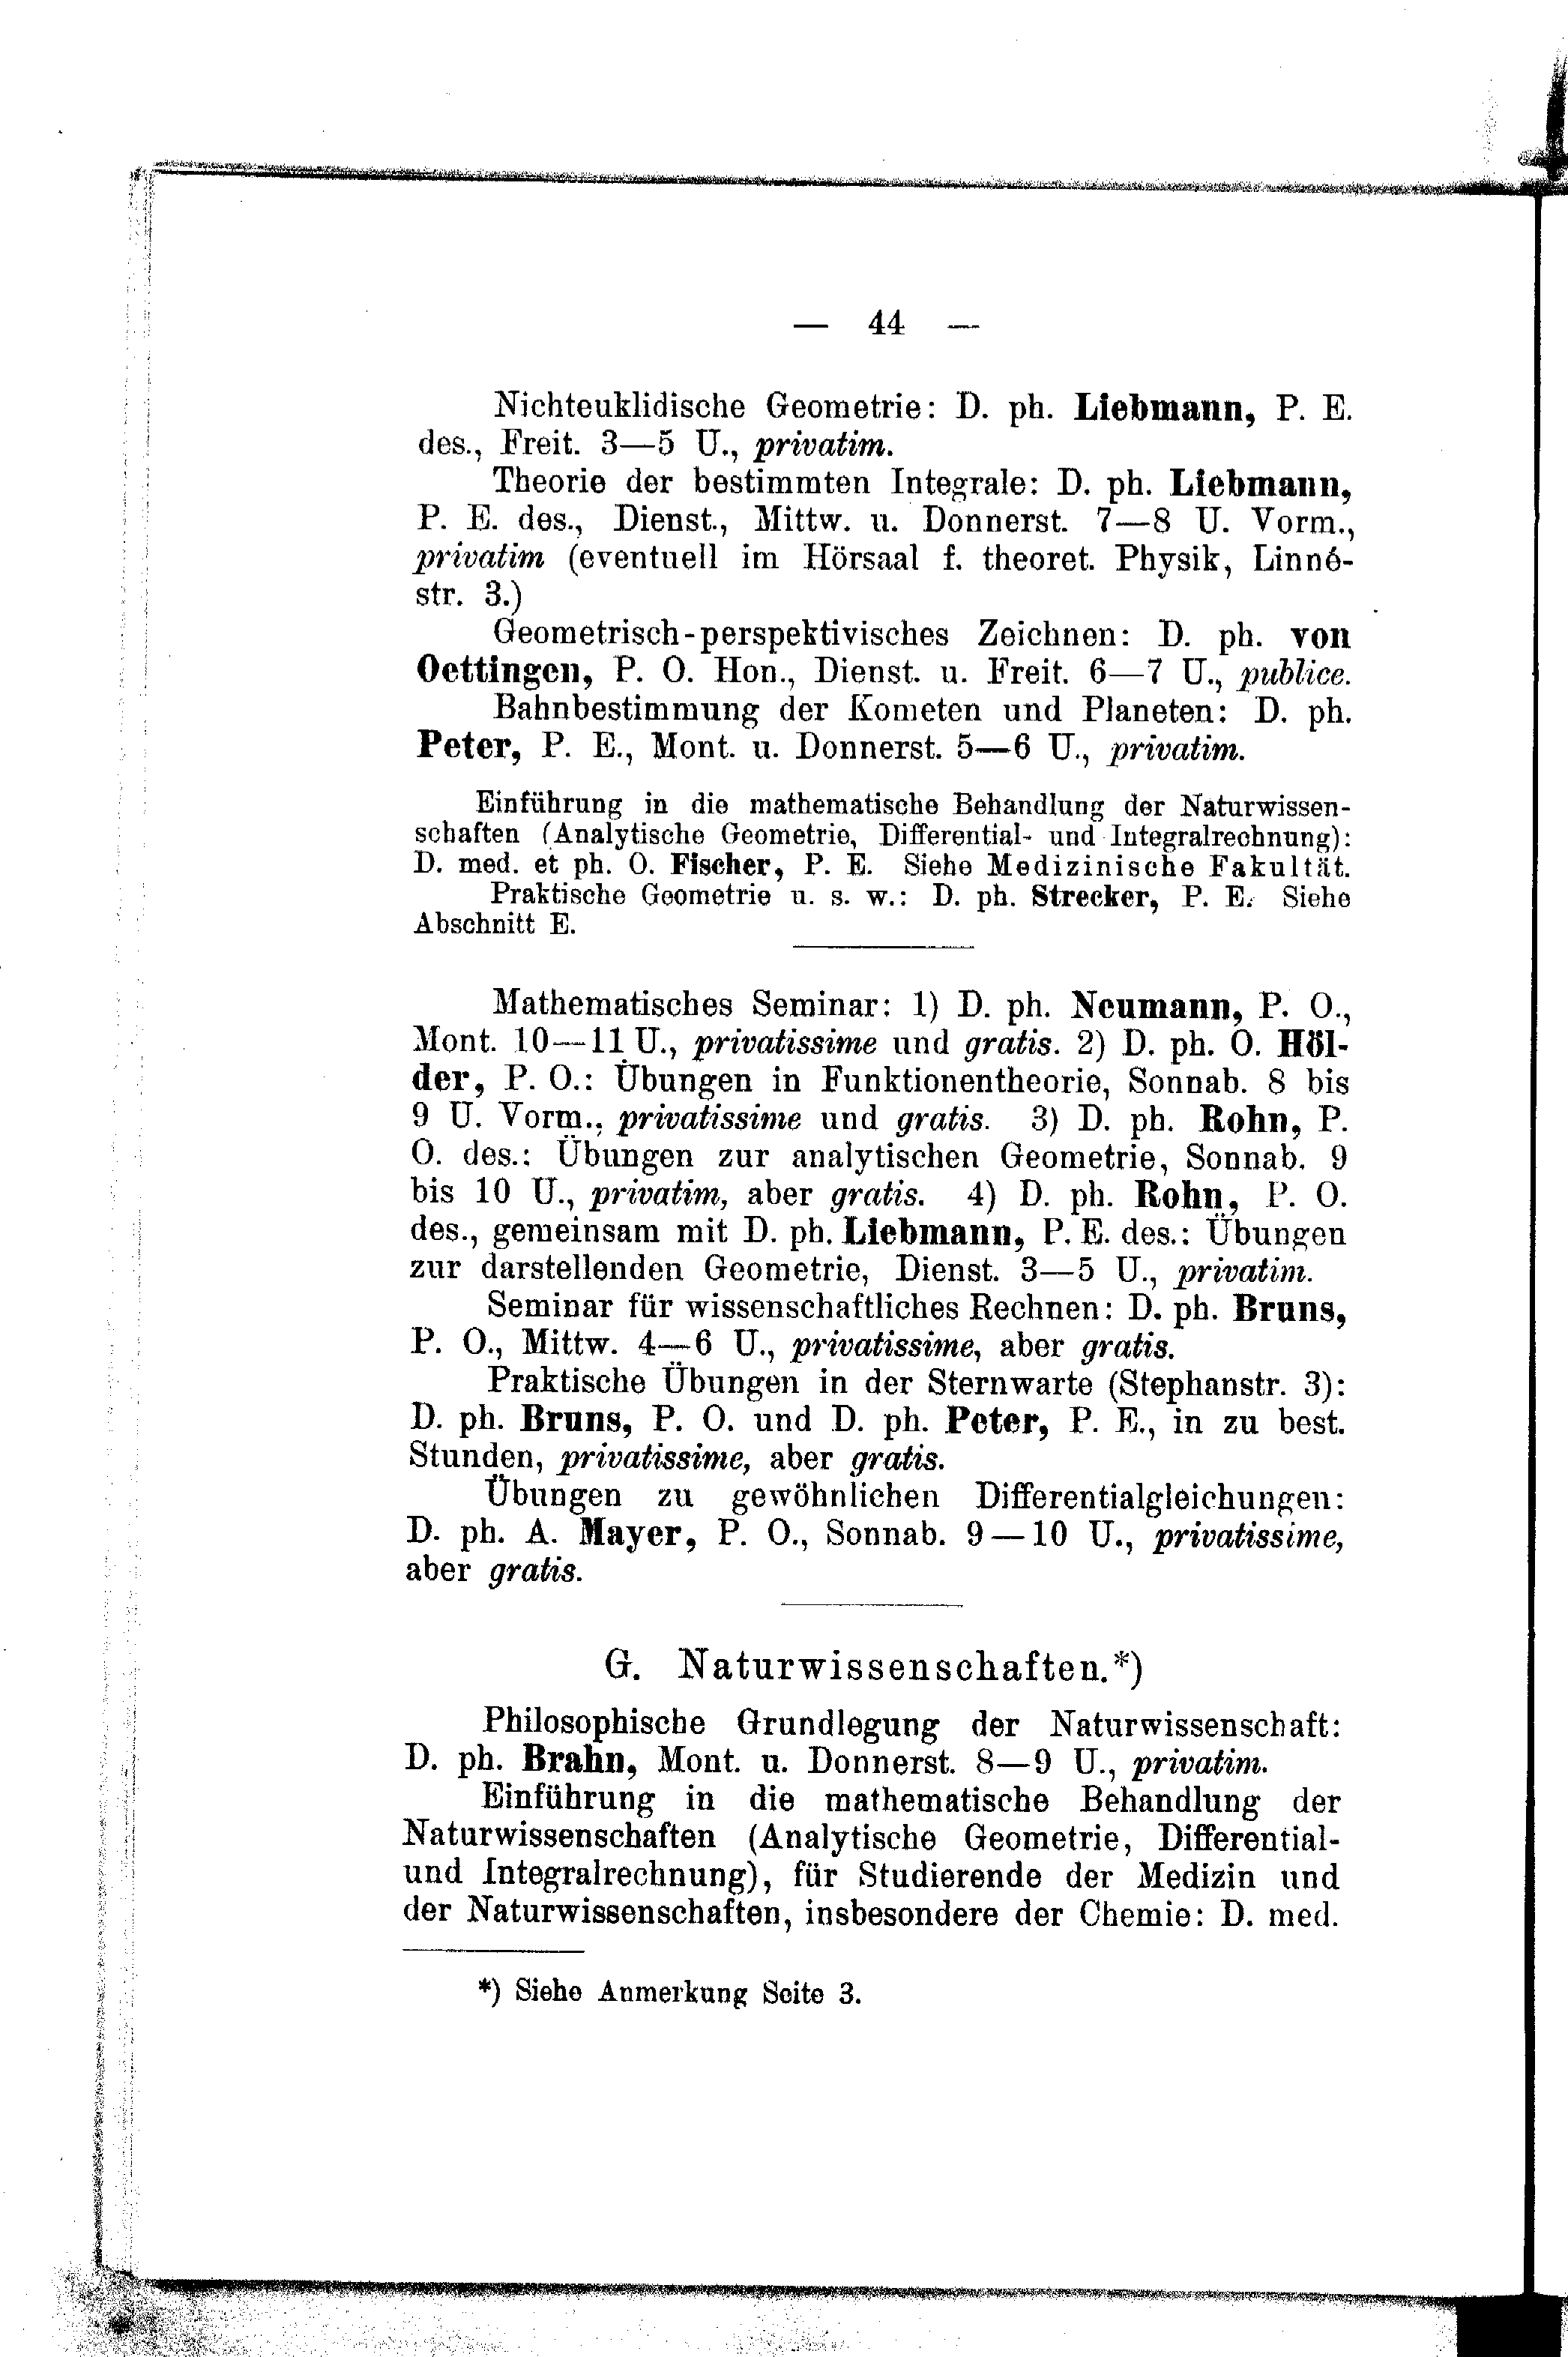 — 44 —
Nichteuklidische Geometrie: D. ph. Liebmann, P. E.
des., Freit. 3—5 U., privatim.
Theorie der bestimmten Integrale: D. ph. Liebmann,
P. E. des., Dienst., Mittw. u. Donnerst. 7—8 U. Vorm.,
privatim (eventuell im Hörsaal f. theoret. Physik, Linné-
str. 3.)
Geometrisch-perspektivisches Zeichnen: D. ph. von
Oettingen, P. O. Hon., Dienst. u. Freit. 6—7 U., publice.
Bahnbestimmung der Kometen und Planeten: D. ph.
Peter, P. E., Mont. u. Donnerst. 5—6 U., privatim.
Einführung in die mathematische Behandlung der Naturwissen-
schaften (Analytische Geometrie, Differential- und Integralrechnung):
D. med. et ph. O. Fischer, P. E. Siehe Medizinische Fakultät.
Praktische Geometrie u. s. w.: D. ph. Strecker, P. E. Siehe
Abschnitt E.
Mathematisches Seminar: 1) D. ph. Neumann, P. O.,
Mont. 10—11 U., privatissime und gratis. 2) D. ph. O. Höl-
der, P. O.: Übungen in Funktionentheorie, Sonnab. 8 bis
9 U. Vorm., privatissime und gratis. 3) D. ph. Rohn, P.
O. des.: Übungen zur analytischen Geometrie, Sonnab. 9
bis 10 U., privatim, aber gratis. 4) D. ph. Rohn, P. O.
des., gemeinsam mit D. ph. Liebmann, P. E. des.: Übungen
zur darstellenden Geometrie, Dienst. 3—5 U., privatim.
Seminar für wissenschaftliches Rechnen: D. ph. Bruns,
P. O., Mittw. 4—6 U., privatissime, aber gratis.
Praktische Übungen in der Sternwarte (Stephanstr. 3):
D. ph. Bruns, P. O. und D. ph. Peter, P. E., in zu best.
Stunden, privatissime, aber gratis.
Übungen zu gewöhnlichen Differentialgleichungen:
D. ph. A. Mayer, P. O., Sonnab. 9—10 U., privatissime,
aber gratis.
G. Naturwissenschaften.*)
Philosophische Grundlegung der Naturwissenschaft:
D. ph. Brahn, Mont. u. Donnerst. 8—9 U., privatim.
Einführung in die mathematische Behandlung der
Naturwissenschaften (Analytische Geometrie, Differential-
und Integralrechnung), für Studierende der Medizin und
der Naturwissenschaften, insbesondere der Chemie: D. med.
*) Siehe Anmerkung Seite 3.